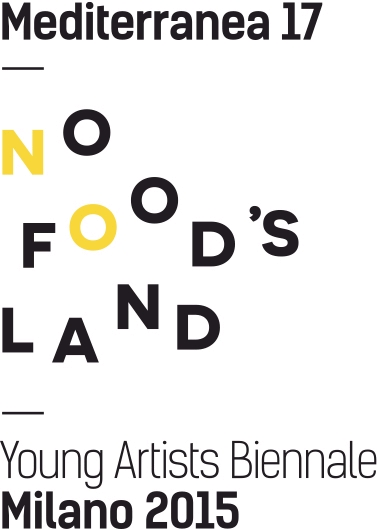 Mediterranea 17
NO
FOOD'S
LAND
Young Artists Biennale
Milano 2015